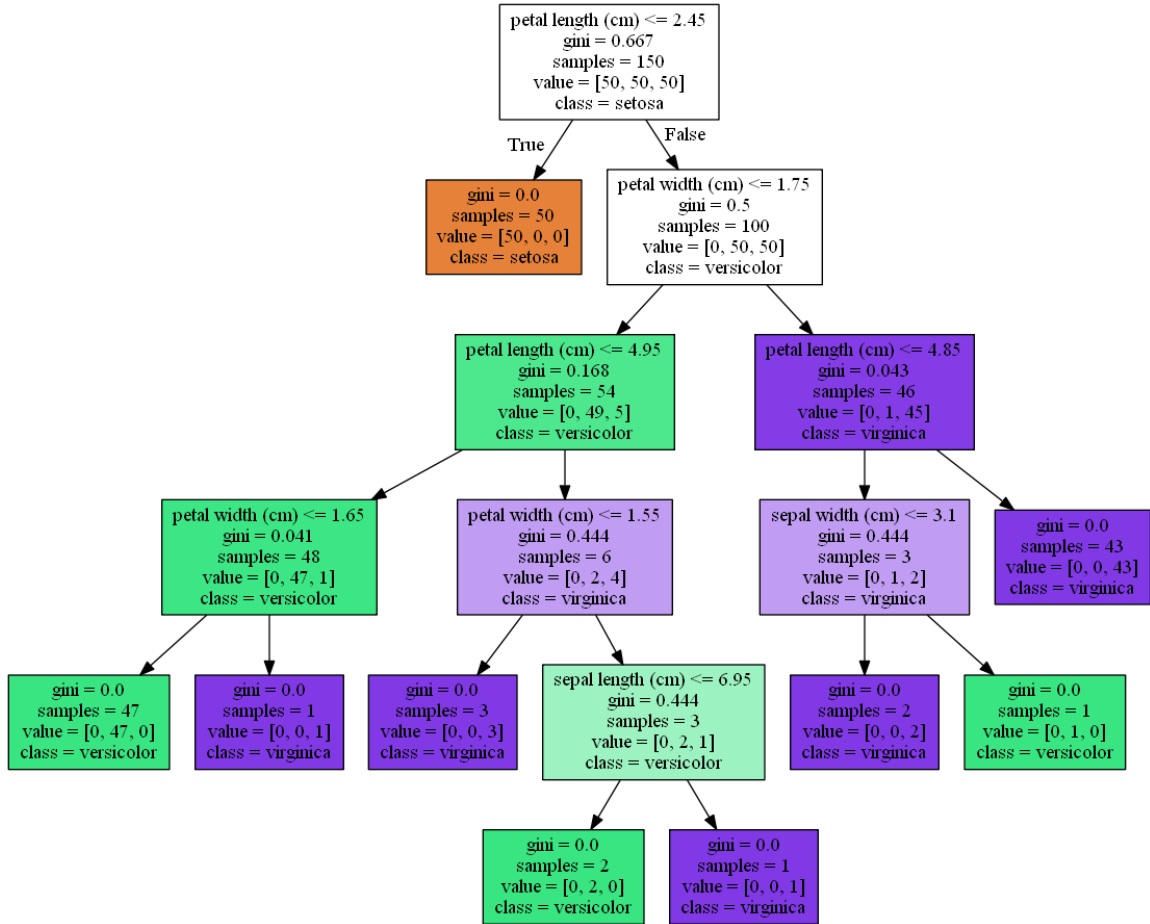 petal length (cm) <= 2.45
gini = 0.667
samples = 150
value = [50, 50, 50]
class = setosa
True
False
gini = 0.0
samples = 50
value = [50, 0, 0]
class = setosa
petal width (cm) <= 1.75
gini = 0.5
samples = 100
value = [0, 50, 50]
class = versicolor
petal length (cm) <= 4.95
gini = 0.168
samples = 54
value = [0, 49, 5]
class = versicolor
petal length (cm) <= 4.85
gini = 0.043
samples = 46
value = [0, 1, 45]
class = virginica
petal width (cm) <= 1.65
gini = 0.041
samples = 48
value = [0, 47, 1]
class = versicolor
petal width (cm) <= 1.55
gini = 0.444
samples = 6
value = [0, 2, 4]
class = virginica
sepal width (cm) <= 3.1
gini = 0.444
samples = 3
value = [0, 1, 2]
class = virginica
gini = 0.0
samples = 43
value = [0, 0, 43]
class = virginica
gini = 0.0
samples = 47
value = [0, 47, 0]
class = versicolor
gini = 0.0
samples = 1
value = [0, 0, 1]
class = virginica
gini = 0.0
samples = 3
value = [0, 0, 3]
class = virginica
sepal length (cm) <= 6.95
gini = 0.444
samples = 3
value = [0, 2, 1]
class = versicolor
gini = 0.0
samples = 2
value = [0, 0, 2]
class = virginica
gini = 0.0
samples = 1
value = [0, 1, 0]
class = versicolor
gini = 0.0
samples = 2
value = [0, 2, 0]
class = versicolor
gini = 0.0
samples = 1
value = [0, 0, 1]
class = virginica